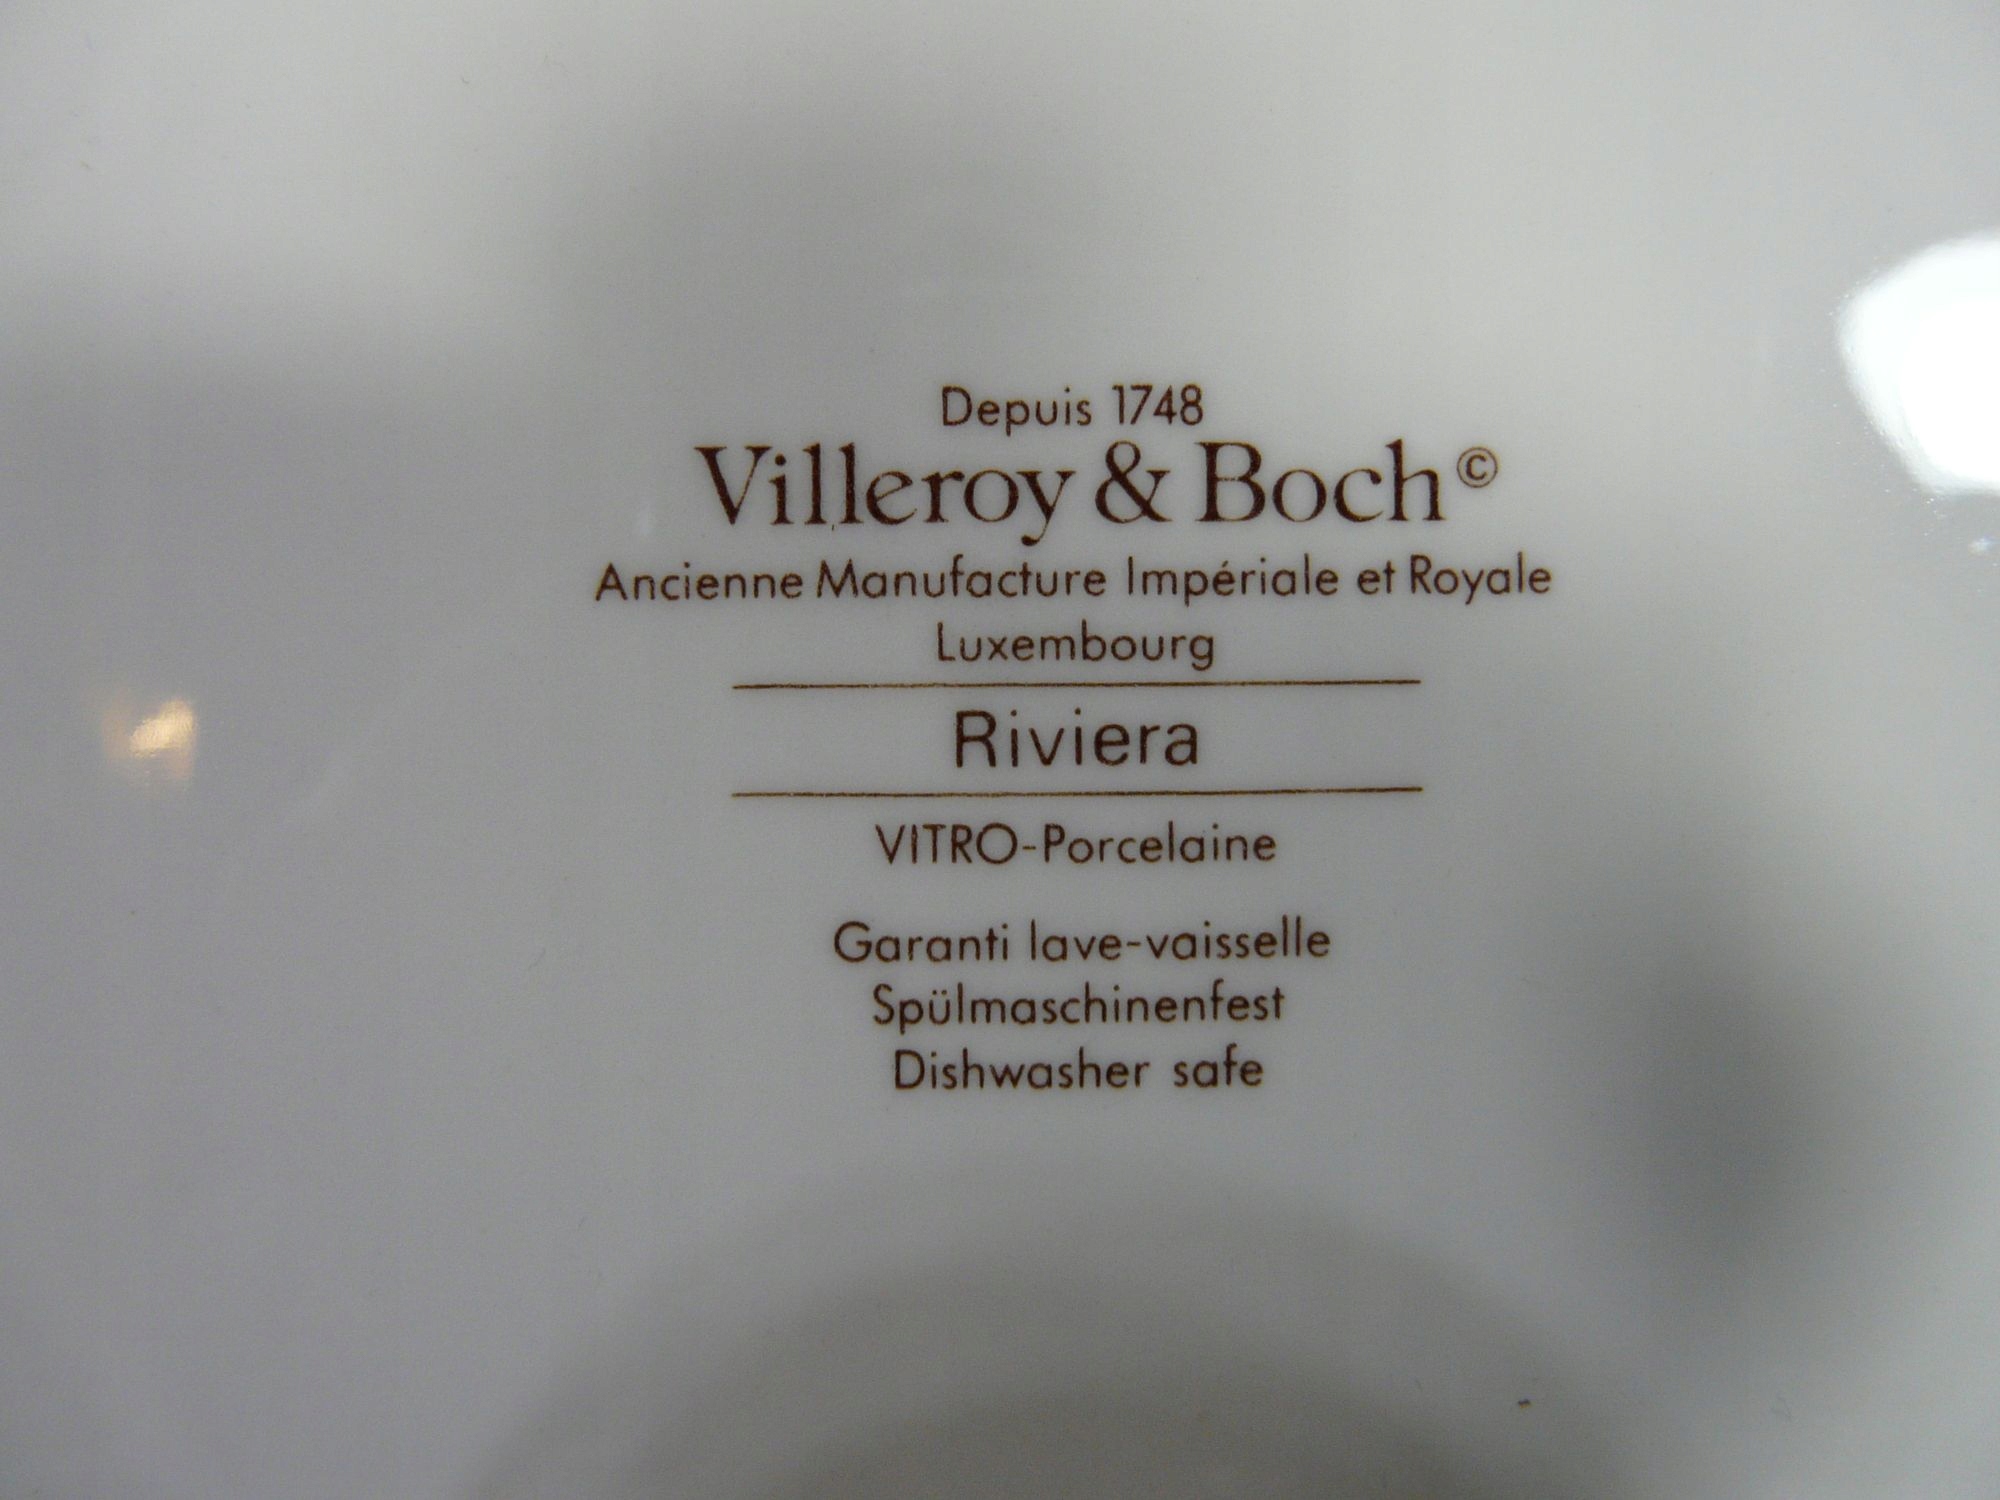 Depuis 1748
Villeroy & Boch©
Ancienne Manufacture Impériale et Royale
Luxembourg
Riviera
VITRO-Porcelaine
Garanti lave-vaisselle
Spülmaschinenfest
Dishwasher safe